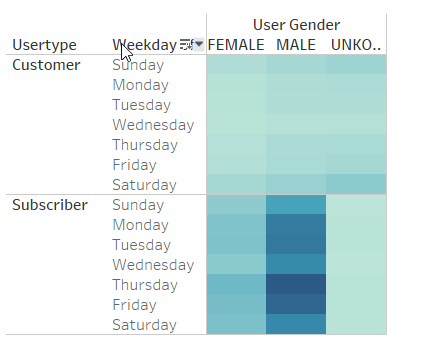 User Gender
Usertype Weekday FEMALE MALE UNKO..
Customer Sunday
Monday
Tuesday
Wednesday
Thursday
Friday
Saturday
Subscriber Sunday
Monday
Tuesday
Wednesday
Thursday
Friday
Saturday